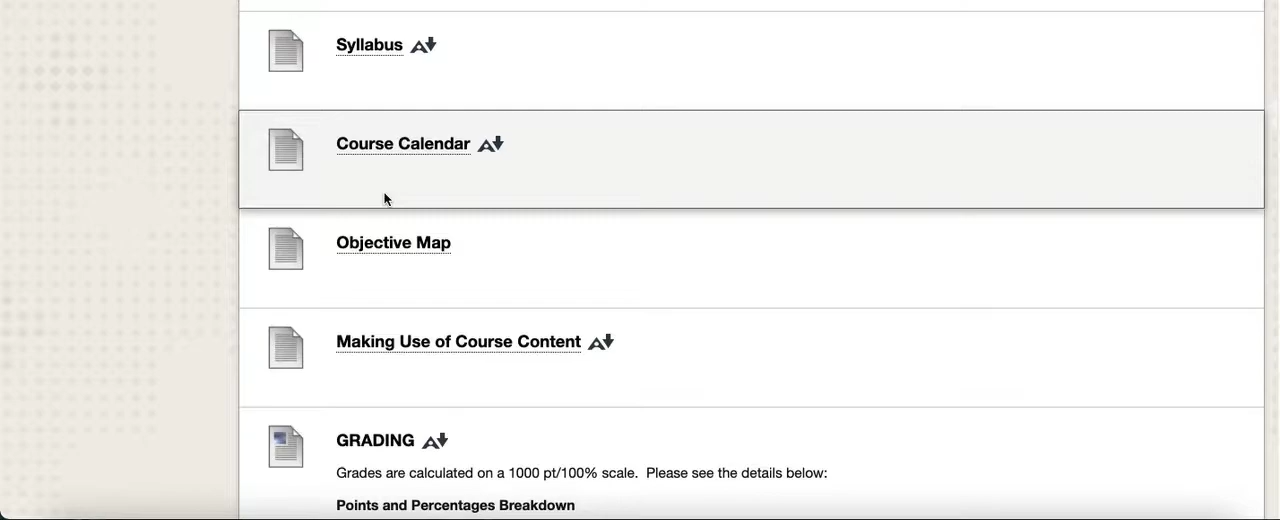 Syllabus
Course Calendar
Objective Map
Making Use of Course Content
GRADING
Grades are calculated on a 1000 pt/100% scale.  Please see the details below:
Points and Percentages Breakdown